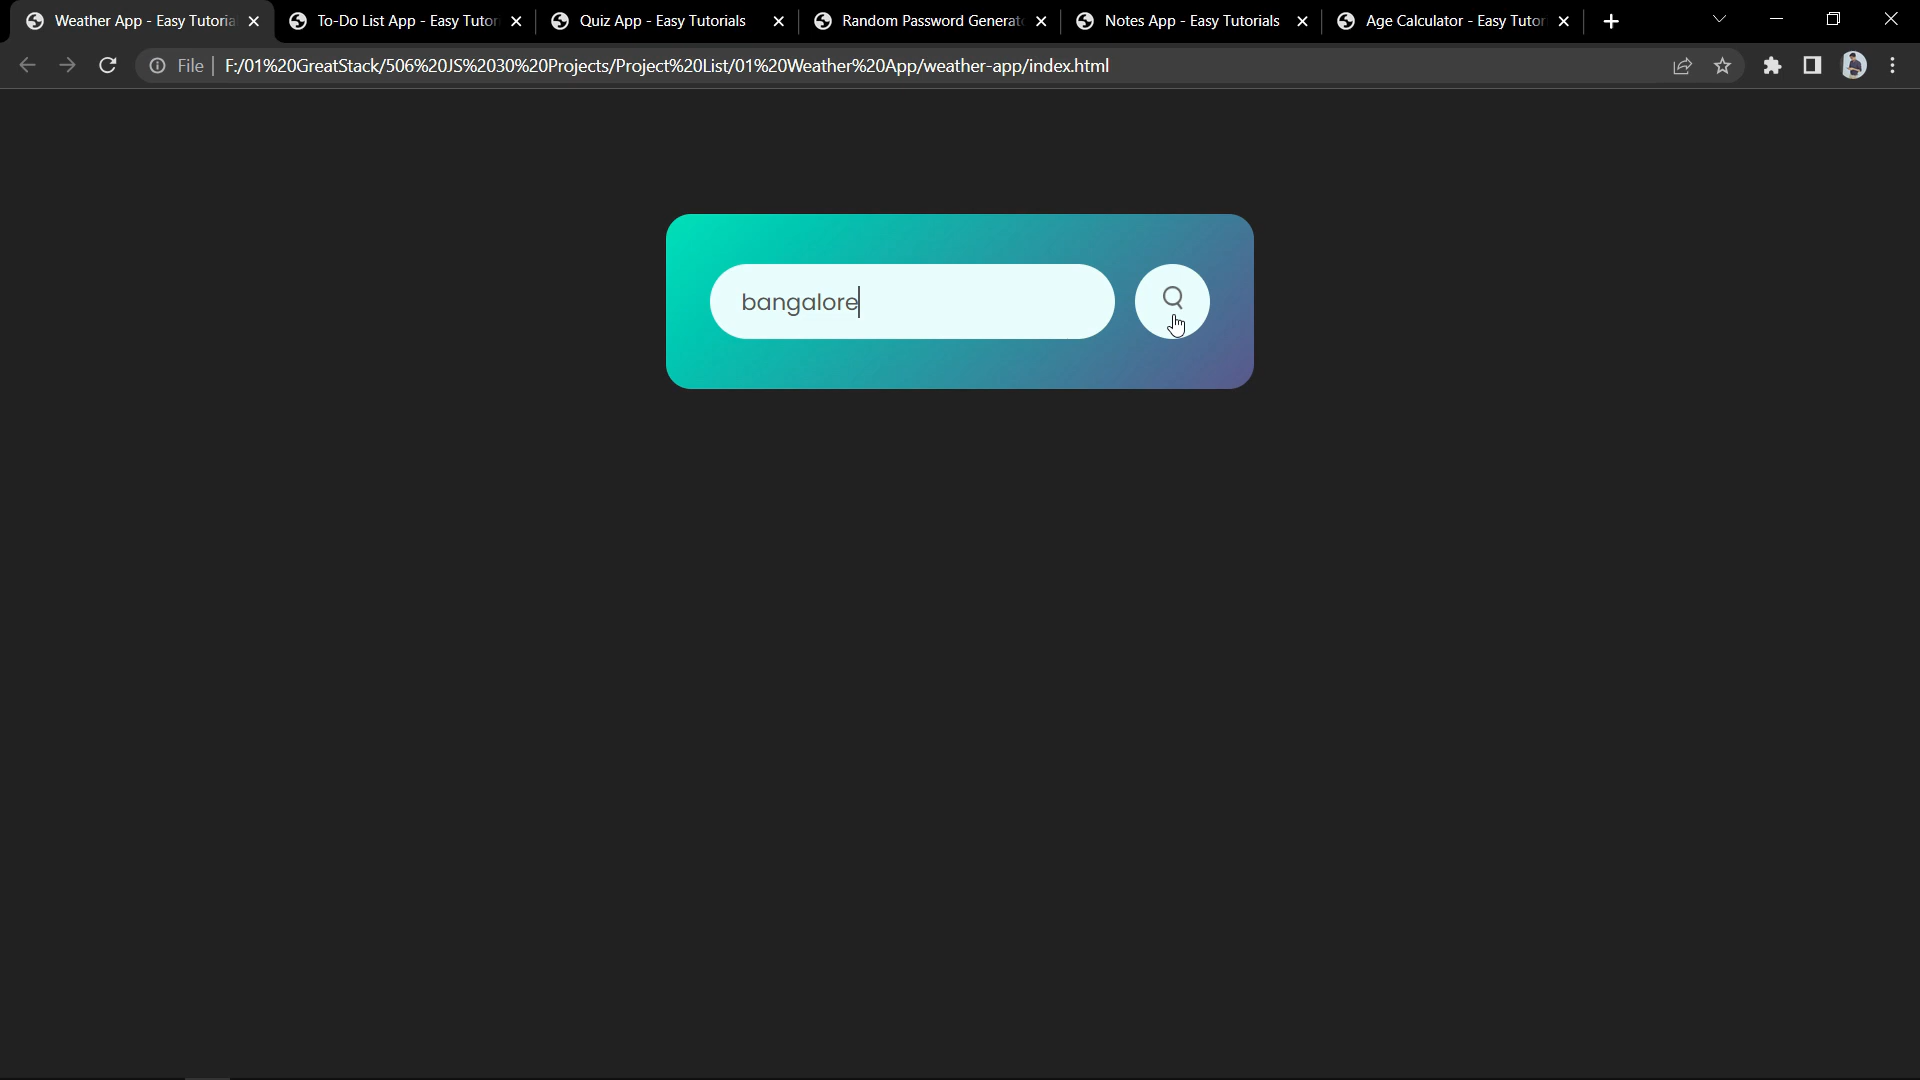 Weather App - Easy Tutoria
To-Do List App - Easy Tutor
Quiz App - Easy Tutorials
Random Password Generat
Notes App - Easy Tutorials
Age Calculator - Easy Tutor
File
F:/01%20GreatStack/506%20JS%2030%20Projects/Project%20List/01%20Weather%20App/weather-app/index.html
bangalore